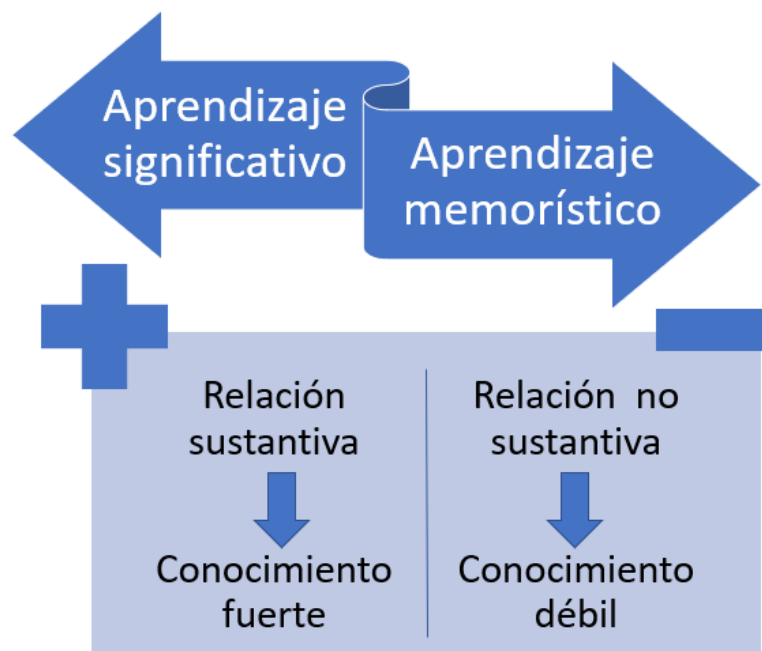 Aprendizaje
significativo
Aprendizaje
memorístico
Relación
sustantiva
Conocimiento
fuerte
Relación no
sustantiva
Conocimiento
débil